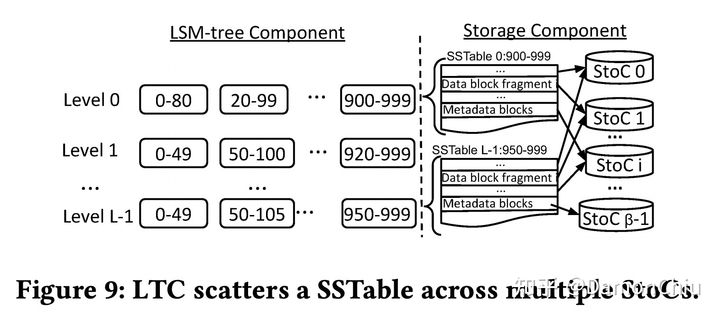 LSM-tree Component
Storage Component
Level 0 0-80 20-99 ... 900-999
Level 1 0-49 50-100 ... 920-999
... ...
Level L-1 0-49 50-105 ... 950-999
SSTable 0:900-999
...
Data block fragment
...
Metadata blocks
SSTable L-1:950-999
...
Data block fragment
...
Metadata blocks
StoC 0
StoC 1
...
StoC i
...
StoC β-1
Figure 9: LTC scatters a SSTable across multiple StoCs.
知乎 @DamonChiu